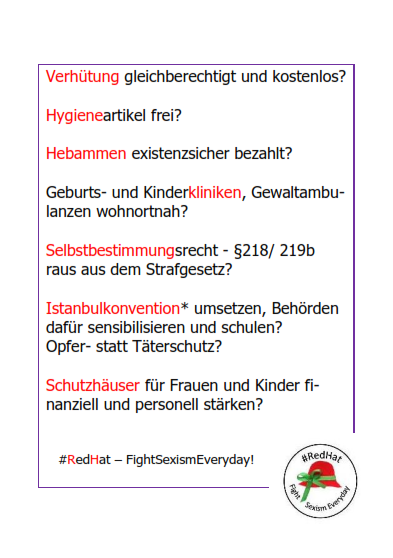 Verhütung gleichberechtigt und kostenlos?
Hygieneartikel frei?
Hebammen existenzsicher bezahlt?
Geburts- und Kinderkliniken, Gewaltambu-
lanzen wohnortnah?
Selbstbestimmungsrecht - §218/ 219b
raus aus dem Strafgesetz?
Istanbulkonvention* umsetzen, Behörden
dafür sensibilisieren und schulen?
Opfer- statt Täterschutz?
Schutzhäuser für Frauen und Kinder fi-
nanziell und personell stärken?
#RedHat – FightSexismEveryday!
#RedHat
Fight Sexism Everyday